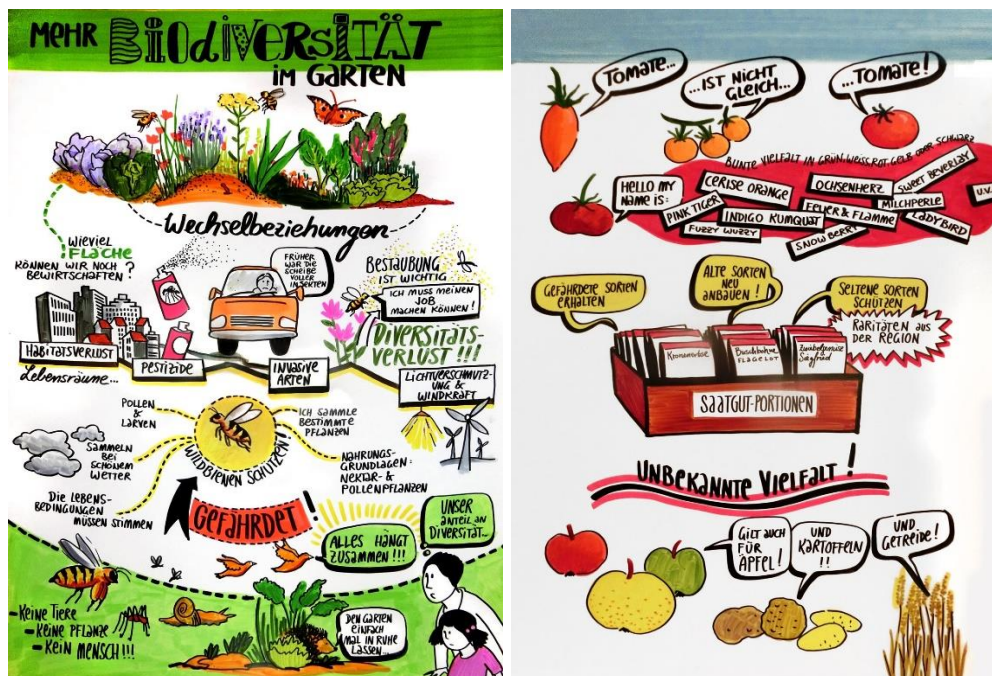 MEHR BIODIVERSITÄT
IM GARTEN
Wechselbeziehungen
WIEVIEL
FLÄCHE
KÖNNEN WIR NOCH
BEWIRTSCHAFTEN?
FRÜHER
WAR DIE
SCHEIBE
VOLLER
INSEKTEN
BESTÄUBUNG
IST WICHTIG
ICH MUSS MEINEN
JOB
MACHEN KÖNNEN!
DIVERSITÄTS-
VERLUST!!!
HABITATSVERLUST
Lebensräume...
PESTIZIDE
INVASIVE
ARTEN
LICHTVERSCHMUTZ-
UNG &
WINDKRAFT
POLLEN
&
LARVEN
SAMMELN
BEI
SCHÖNEM
WETTER
DIE LEBENS-
BEDINGUNGEN
MÜSSEN STIMMEN
WILDBIENEN SCHÜTZEN
ICH SAMMLE
BESTIMMTE
PFLANZEN
NAHRUNGS-
GRUNDLAGEN:
NEKTAR- &
POLLENPFLANZEN
GEFÄHRDET!
ALLES HÄNGT
ZUSAMMEN!!!
UNSER
ANTEIL AN
DIVERSITÄT...
-KEINE TIERE
-KEINE PFLANZE
-KEIN MENSCH!!!
DEN GARTEN
EINFACH
MAL IN RUHE
LASSEN...
TOMATE...
...IST NICHT
GLEICH...
...TOMATE!
BUNTE VIELFALT IN GRÜN, WEISS, ROT, GELB ODER SCHWARZ
HELLO MY
NAME IS:
PINK TIGER
CERISE ORANGE
FUZZY WUZZY
INDIGO KUMQUAT
OCHSENHERZ
FEUER & FLAMME
SNOWBERRY
SWEET BEVERLAY
MILCHPERLE
LADYBIRD
U.V.
GEFÄHRDETE SORTEN
ERHALTEN
ALTE SORTEN
NEU
ANBAUEN!
SELTENE SORTEN
SCHÜTZEN
RARITÄTEN AUS
DER REGION
Kronenerbse
Buschbohne
FLAGELOT
Siegfried
SAATGUT-PORTIONEN
UNBEKANNTE VIELFALT!
GILT AUCH
FÜR
ÄPFEL!
UND
KARTOFFELN
!!
UND
GETREIDE!